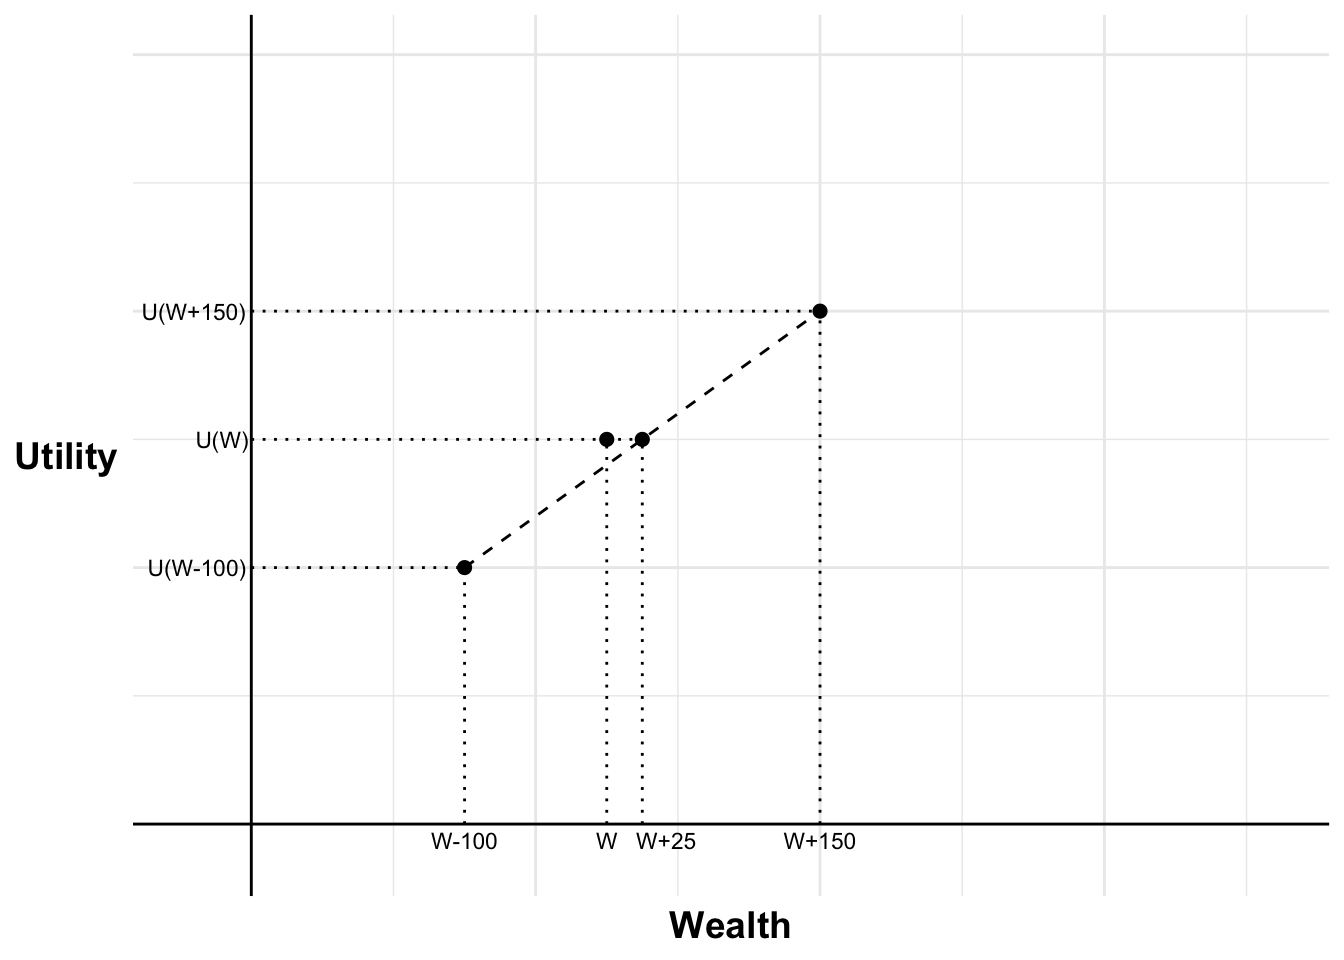 U(W+150)
U(W)
Utility
U(W-100)
W-100
W
W+25
W+150
Wealth